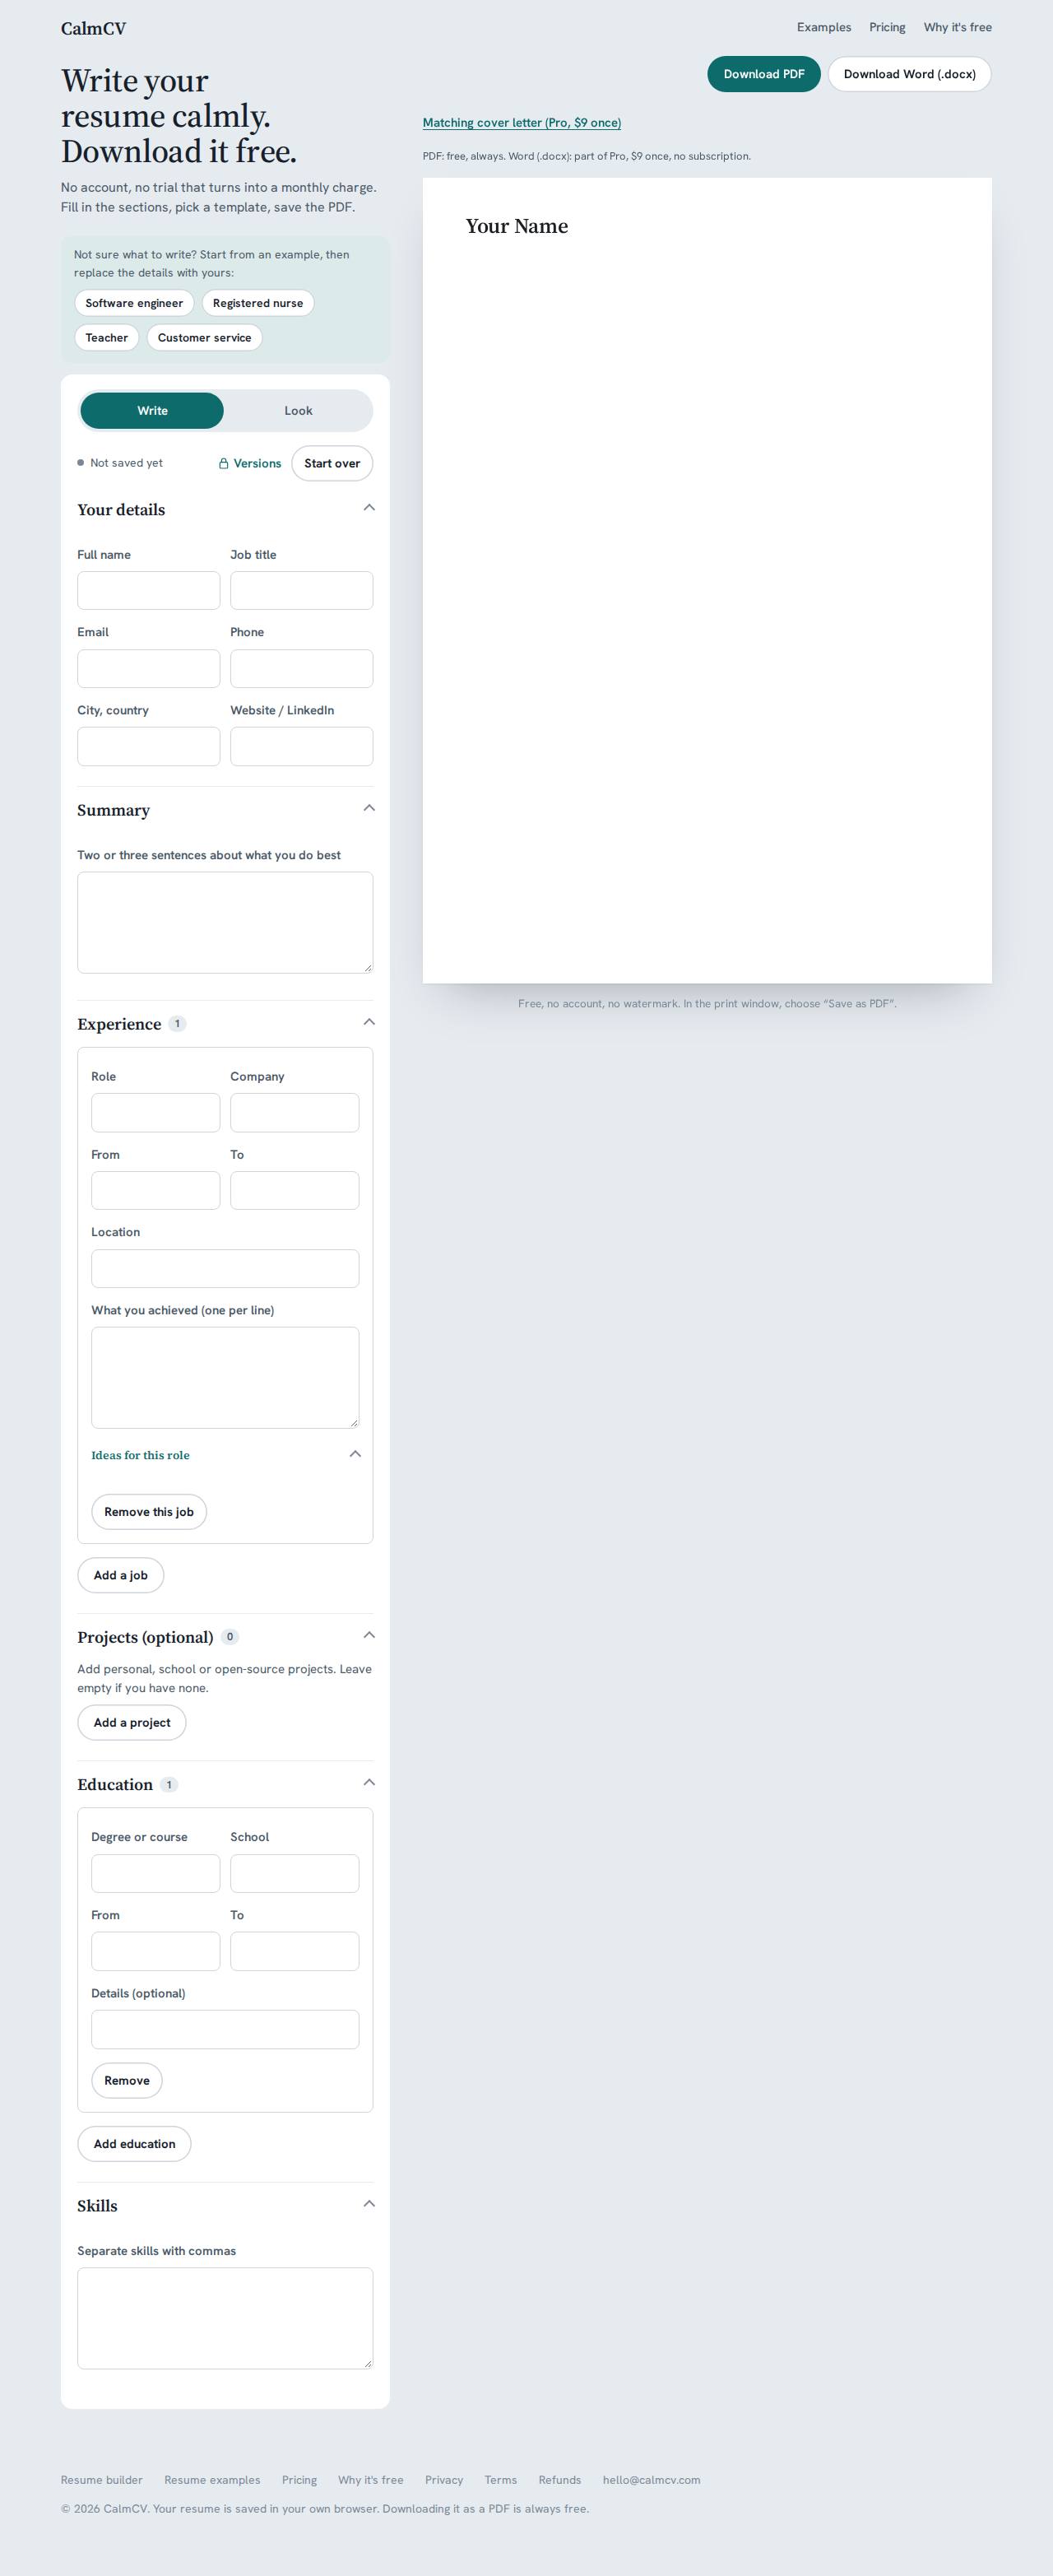 CalmCV
Examples Pricing Why it's free
Write your
resume calmly.
Download it free.
No account, no trial that turns into a monthly charge.
Fill in the sections, pick a template, save the PDF.
Not sure what to write? Start from an example, then
replace the details with yours:
Software engineer Registered nurse
Teacher Customer service
Write Look
Not saved yet Versions Start over
Your details
Full name Job title
Email Phone
City, country Website / LinkedIn
Summary
Two or three sentences about what you do best
Experience 1
Role Company
From To
Location
What you achieved (one per line)
Ideas for this role
Remove this job
Add a job
Projects (optional) 0
Add personal, school or open-source projects. Leave
empty if you have none.
Add a project
Education 1
Degree or course School
From To
Details (optional)
Remove
Add education
Skills
Separate skills with commas
Download PDF Download Word (.docx)
Matching cover letter (Pro, $9 once)
PDF: free, always. Word (.docx): part of Pro, $9 once, no subscription.
Your Name
Free, no account, no watermark. In the print window, choose “Save as PDF”.
Resume builder Resume examples Pricing Why it's free Privacy Terms Refunds hello@calmcv.com
© 2026 CalmCV. Your resume is saved in your own browser. Downloading it as a PDF is always free.